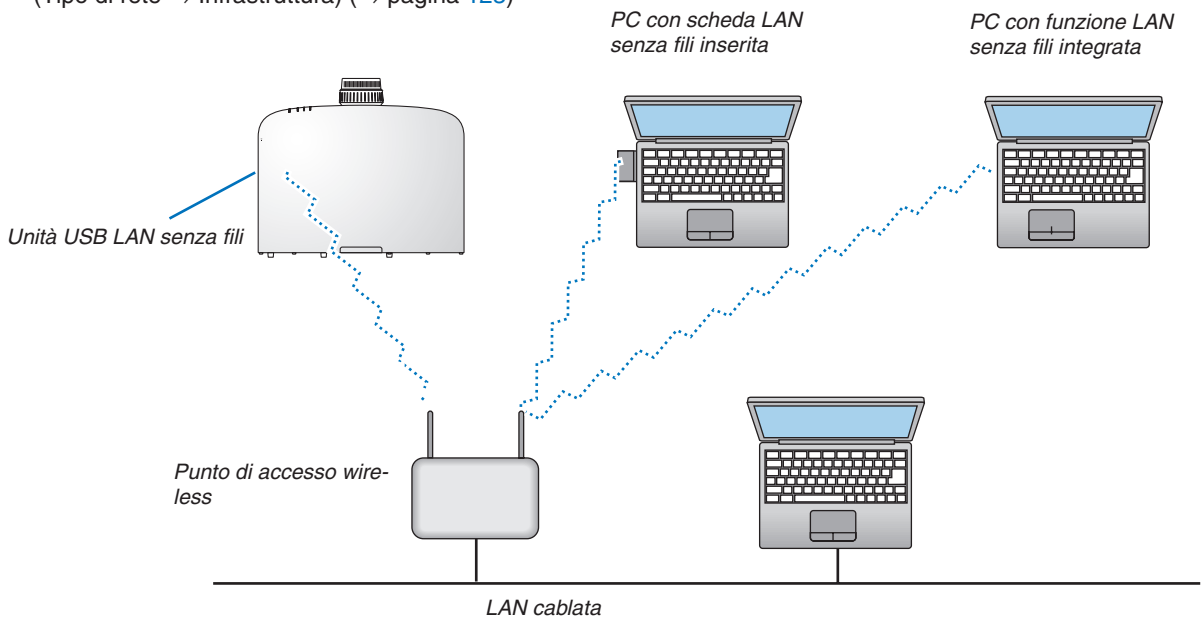 (Tipo di rete → Infrastruttura) (→ pagina 128)
PC con scheda LAN
senza fili inserita
PC con funzione LAN
senza fili integrata
Unità USB LAN senza fili
Punto di accesso wire-
less
LAN cablata